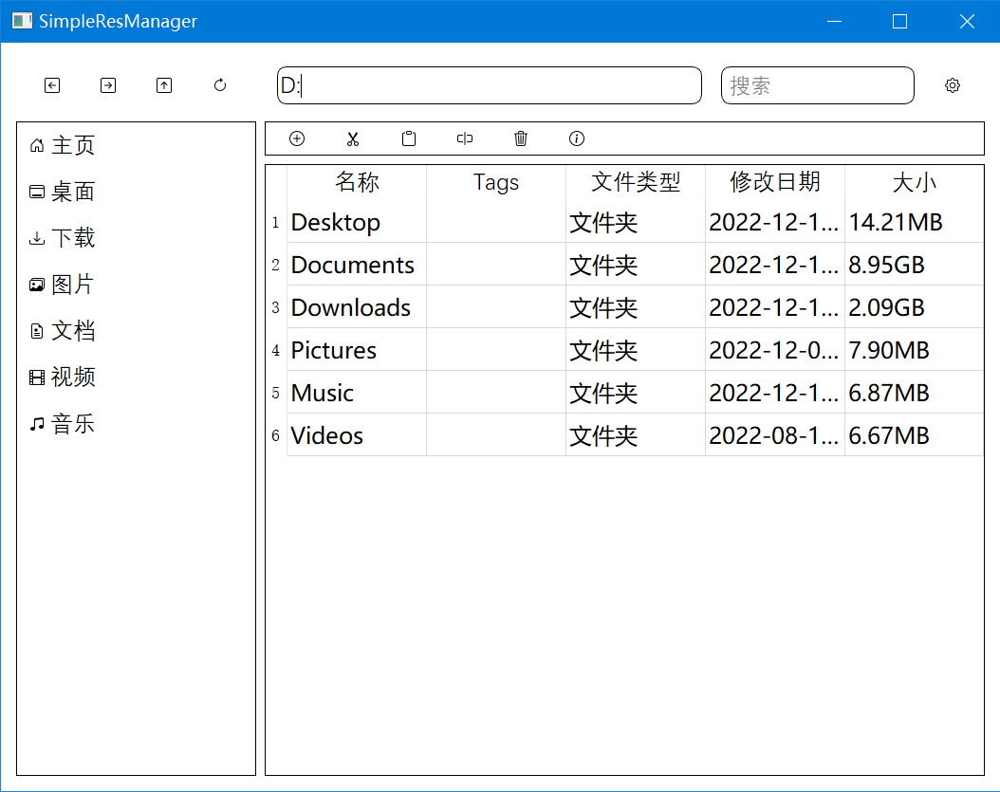 SimpleResManager
D:
搜索
主页
桌面
下载
图片
文档
视频
音乐
名称 Tags 文件类型 修改日期 大小
1 Desktop 文件夹 2022-12-1... 14.21MB
2 Documents 文件夹 2022-12-1... 8.95GB
3 Downloads 文件夹 2022-12-1... 2.09GB
4 Pictures 文件夹 2022-12-0... 7.90MB
5 Music 文件夹 2022-12-1... 6.87MB
6 Videos 文件夹 2022-08-1... 6.67MB